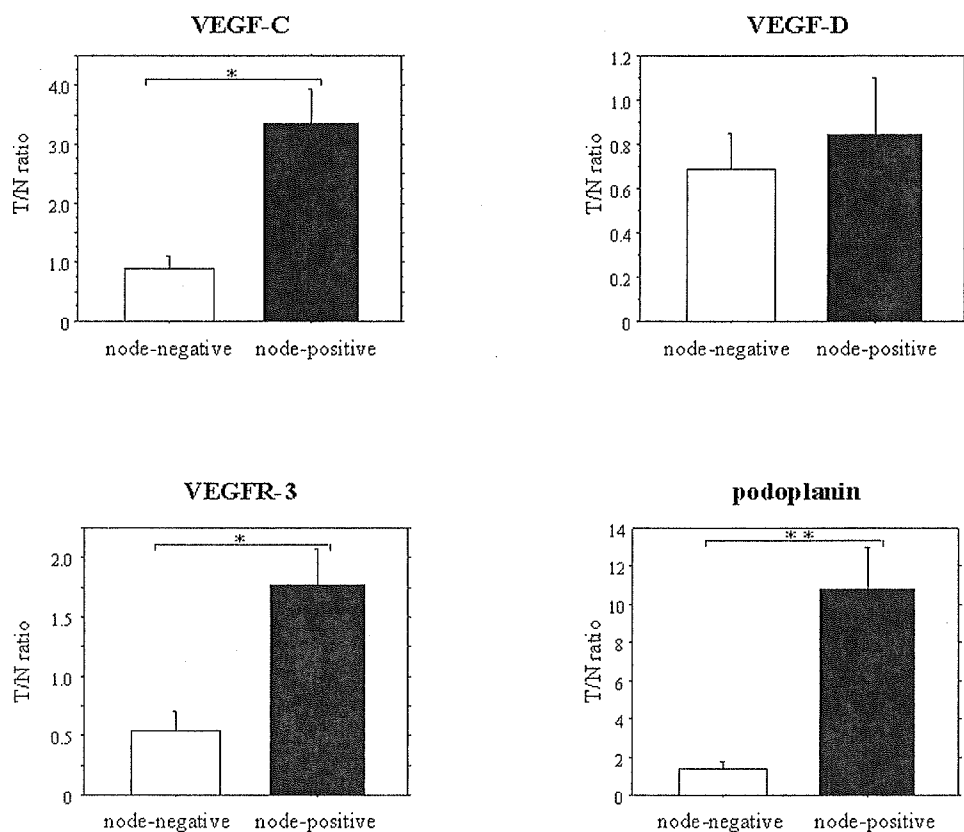 VEGF-C
*
4.0
3.0
2.0
1.0
0
T/N ratio
node-negative node-positive
VEGF-D
1.2
1.0
0.8
0.6
0.4
0.2
0
T/N ratio
node-negative node-positive
VEGFR-3
*
2.0
1.5
1.0
0.5
0
T/N ratio
node-negative node-positive
podoplanin
**
14
12
10
8
6
4
2
0
T/N ratio
node-negative node-positive